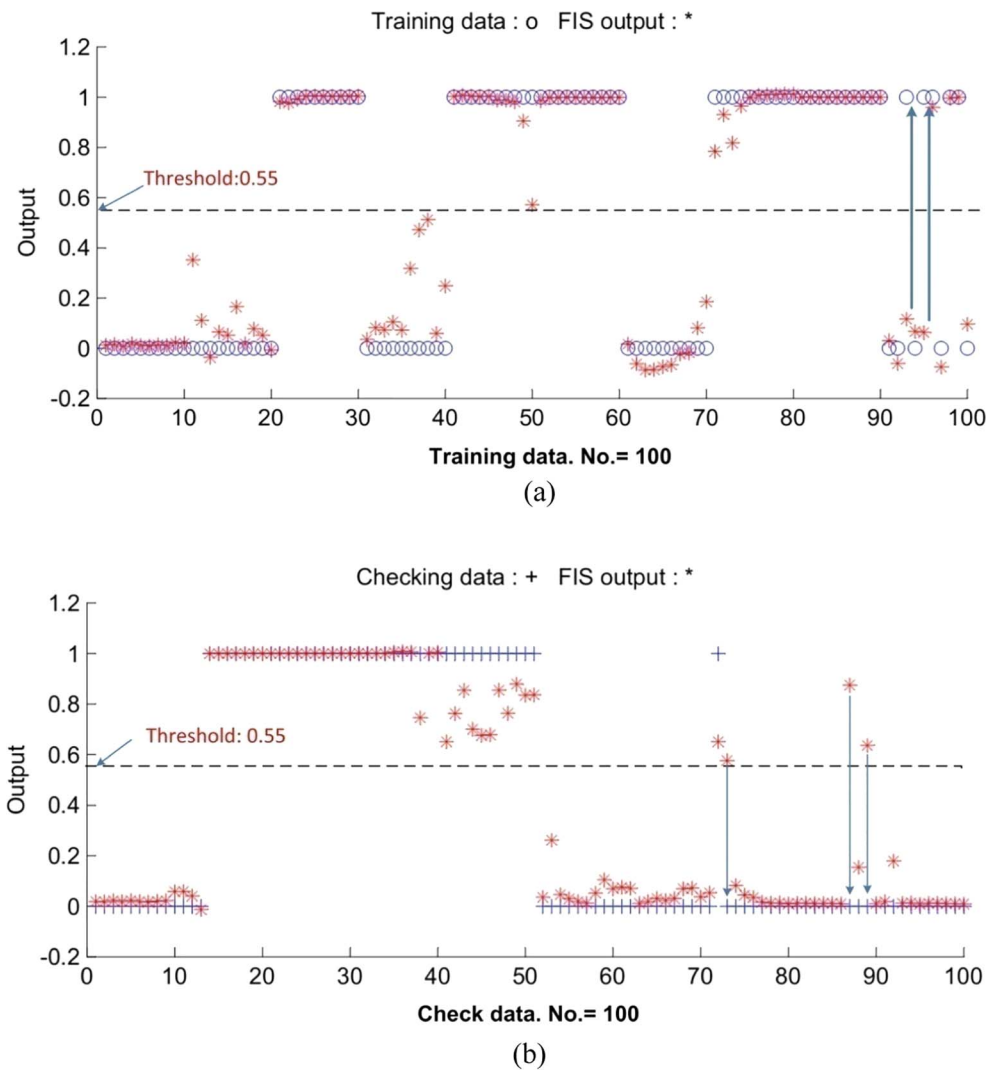 Training data : o   FIS output : *
1.2
1
0.8
0.6
0.4
0.2
0
-0.2
Output
Threshold:0.55
0 10 20 30 40 50 60 70 80 90 100
Training data. No.= 100
(a)
Checking data : +   FIS output : *
1.2
1
0.8
0.6
0.4
0.2
0
-0.2
Output
Threshold: 0.55
0 10 20 30 40 50 60 70 80 90 100
Check data. No.= 100
(b)